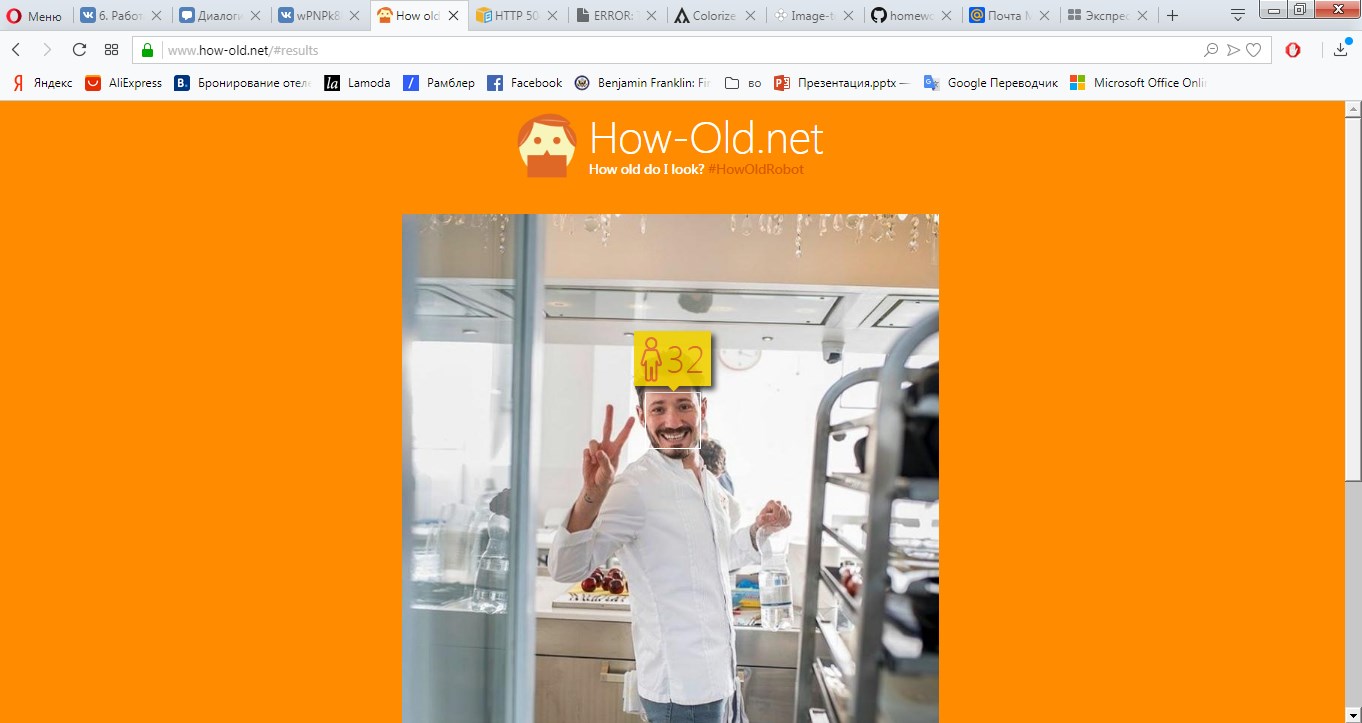 Меню
6. Работ
Диалоги
wPNPk8
How old
HTTP 50
ERROR:
Colorize
Image-t
homewo
Почта M
Экспрес
www.how-old.net/#results
Яндекс
AliExpress
B.
Бронирование отеле
la
Lamoda
Рамблер
Facebook
Benjamin Franklin: Fi
во
Презентация.pptx —
Google Переводчик
Microsoft Office Onli
How-Old.net
How old do I look? #HowOldRobot
32